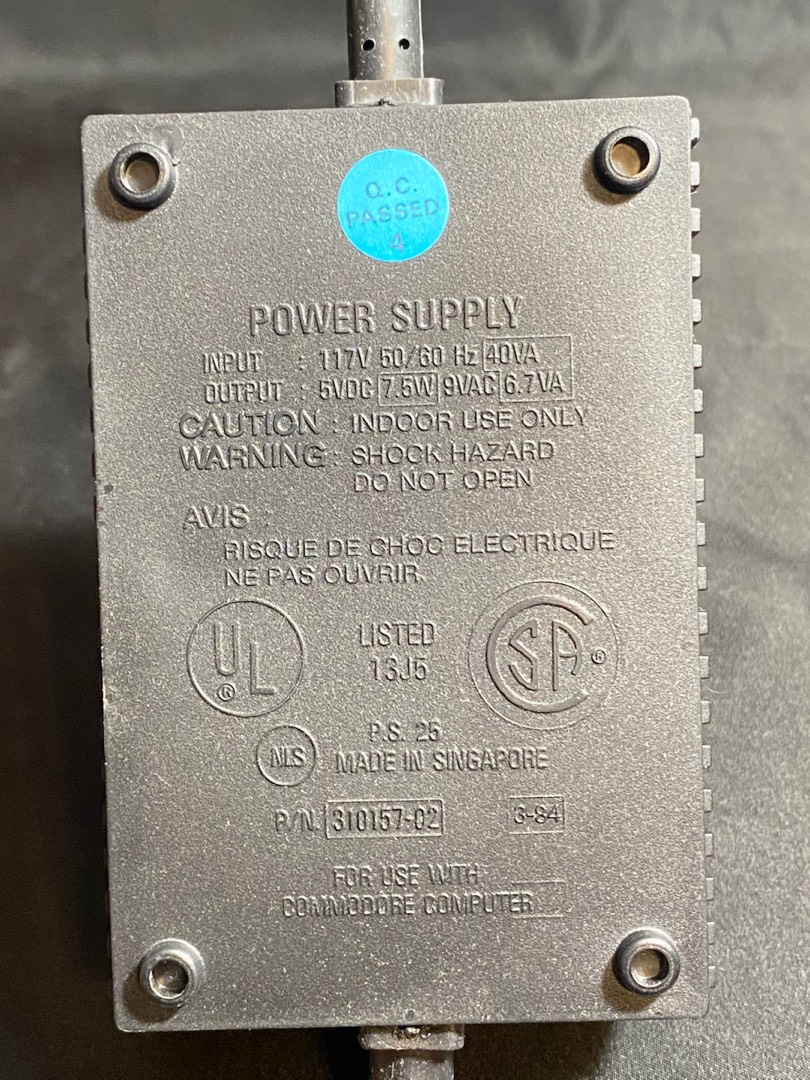 Q.C.
PASSED
4
POWER SUPPLY
INPUT : 117V 50/60 Hz 40VA
OUTPUT : 5VDC 7.5W 9VAC 6.7VA
CAUTION : INDOOR USE ONLY
WARNING : SHOCK HAZARD
DO NOT OPEN
AVIS :
RISQUE DE CHOC ELECTRIQUE
NE PAS OUVRIR.
UL ® LISTED 13J5
CSA ®
P.S. 25
NLS MADE IN SINGAPORE
P/N. 310157-02 3-84
FOR USE WITH
COMMODORE COMPUTER